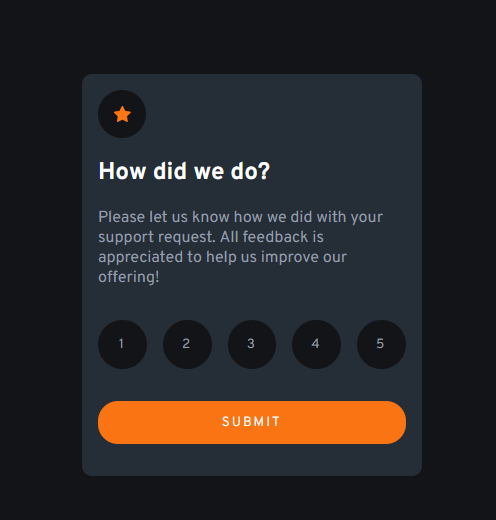 How did we do?
Please let us know how we did with your
support request. All feedback is
appreciated to help us improve our
offering!
1 2 3 4 5
SUBMIT